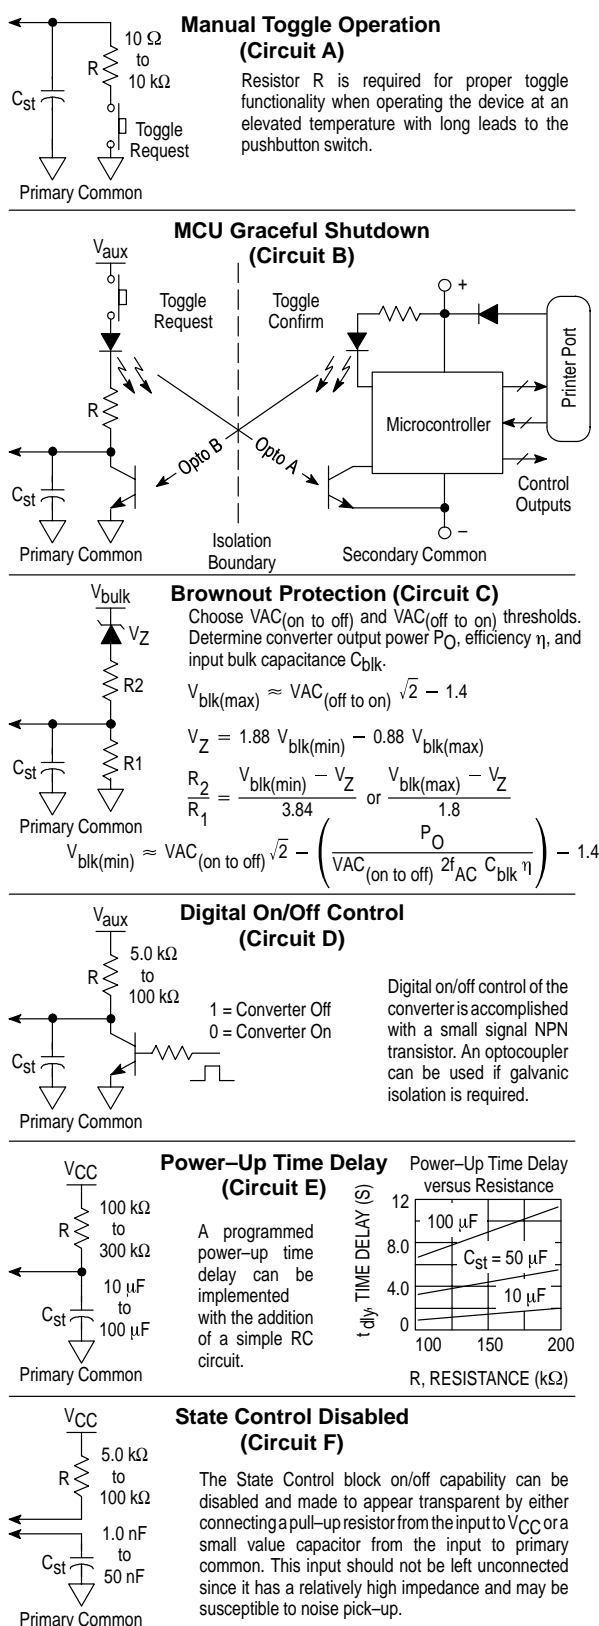 Manual Toggle Operation
(Circuit A)
10 Ω
to
10 kΩ
R
Cst
Toggle
Request
Primary Common
Resistor R is required for proper toggle
functionality when operating the device at an
elevated temperature with long leads to the
pushbutton switch.
MCU Graceful Shutdown
(Circuit B)
Vaux
Toggle
Request
Toggle
Confirm
+
R
Opto B
Opto A
Microcontroller
Printer Port
Control
Outputs
Cst
Primary Common
Isolation
Boundary
Secondary Common
–
Brownout Protection (Circuit C)
Vbulk
VZ
R2
R1
Cst
Primary Common
Choose VAC(on to off) and VAC(off to on) thresholds.
Determine converter output power PO, efficiency η, and
input bulk capacitance Cblk.
Vblk(max) ≈ VAC(off to on) √2 – 1.4
VZ = 1.88 Vblk(min) – 0.88 Vblk(max)
R2/R1 = (Vblk(min) – VZ)/3.84 or (Vblk(max) – VZ)/1.8
Vblk(min) ≈ VAC(on to off) √2 – (PO/(VAC(on to off) 2fAC Cblk η)) – 1.4
Digital On/Off Control
(Circuit D)
Vaux
5.0 kΩ
R to
100 kΩ
1 = Converter Off
0 = Converter On
Cst
Primary Common
Digital on/off control of the
converter is accomplished
with a small signal NPN
transistor. An optocoupler
can be used if galvanic
isolation is required.
Power–Up Time Delay
(Circuit E)
VCC
100 kΩ
R to
300 kΩ
10 µF
Cst to
100 µF
Primary Common
A programmed
power–up time
delay can be
implemented
with the addition
of a simple RC
circuit.
Power–Up Time Delay
versus Resistance
t dly, TIME DELAY (S)
12
8.0
4.0
0
100 µF
Cst = 50 µF
10 µF
100 150 200
R, RESISTANCE (kΩ)
State Control Disabled
(Circuit F)
VCC
5.0 kΩ
R to
100 kΩ
1.0 nF
Cst to
50 nF
Primary Common
The State Control block on/off capability can be
disabled and made to appear transparent by either
connecting a pull–up resistor from the input to VCC or a
small value capacitor from the input to primary
common. This input should not be left unconnected
since it has a relatively high impedance and may be
susceptible to noise pick–up.